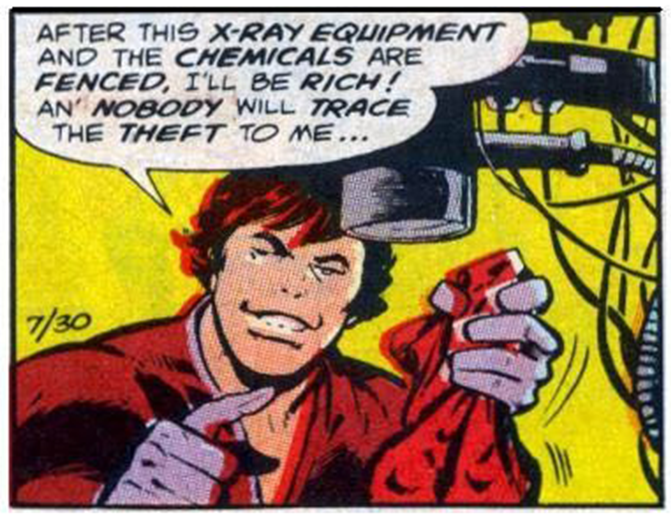 AFTER THIS X-RAY EQUIPMENT
AND THE CHEMICALS ARE
FENCED, I'LL BE RICH!
AN' NOBODY WILL TRACE
THE THEFT TO ME...
7/30